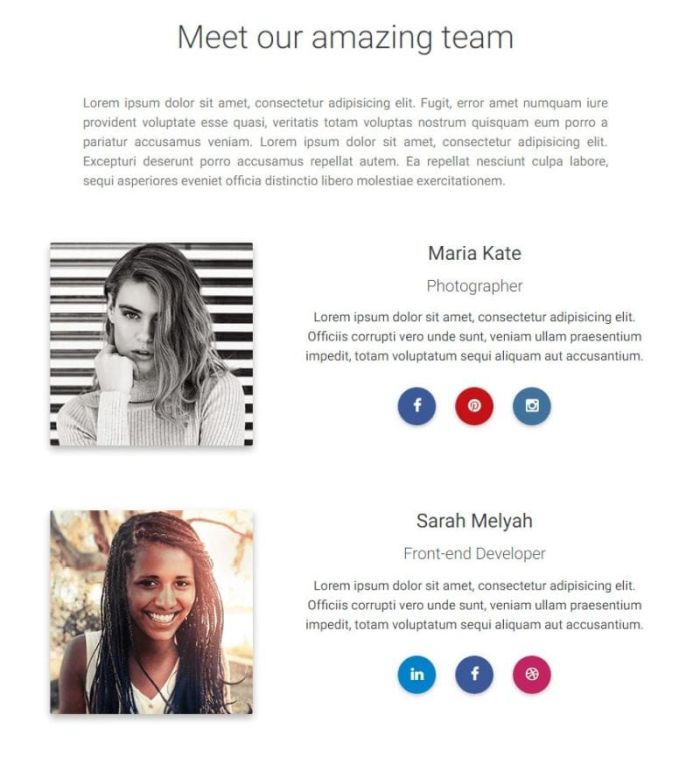 Meet our amazing team
Lorem ipsum dolor sit amet, consectetur adipisicing elit. Fugit, error amet numquam iure
provident voluptate esse quasi, veritatis totam voluptas nostrum quisquam eum porro a
pariatur accusamus veniam. Lorem ipsum dolor sit amet, consectetur adipisicing elit.
Excepturi deserunt porro accusamus repellat autem. Ea repellat nesciunt culpa labore,
sequi asperiores eveniet officia distinctio libero molestiae exercitationem.
Maria Kate
Photographer
Lorem ipsum dolor sit amet, consectetur adipisicing elit.
Officiis corrupti vero unde sunt, veniam ullam praesentium
impedit, totam voluptatum sequi aliquam aut accusantium.
Sarah Melyah
Front-end Developer
Lorem ipsum dolor sit amet, consectetur adipisicing elit.
Officiis corrupti vero unde sunt, veniam ullam praesentium
impedit, totam voluptatum sequi aliquam aut accusantium.